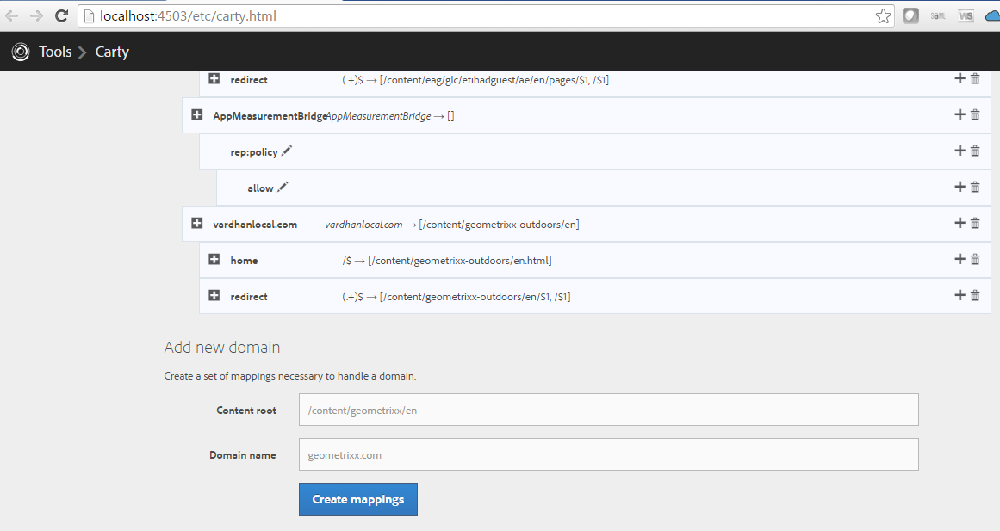 localhost:4503/etc/carty.html
Tools > Carty
redirect (.+)$ → [/content/eag/glc/etihadguest/ae/en/pages/$1, /$1]
AppMeasurementBridge AppMeasurementBridge → []
rep:policy
allow
vardhanlocal.com vardhanlocal.com → [/content/geometrixx-outdoors/en]
home /$ → [/content/geometrixx-outdoors/en.html]
redirect (.+)$ → [/content/geometrixx-outdoors/en/$1, /$1]
Add new domain
Create a set of mappings necessary to handle a domain.
Content root /content/geometrixx/en
Domain name geometrixx.com
Create mappings